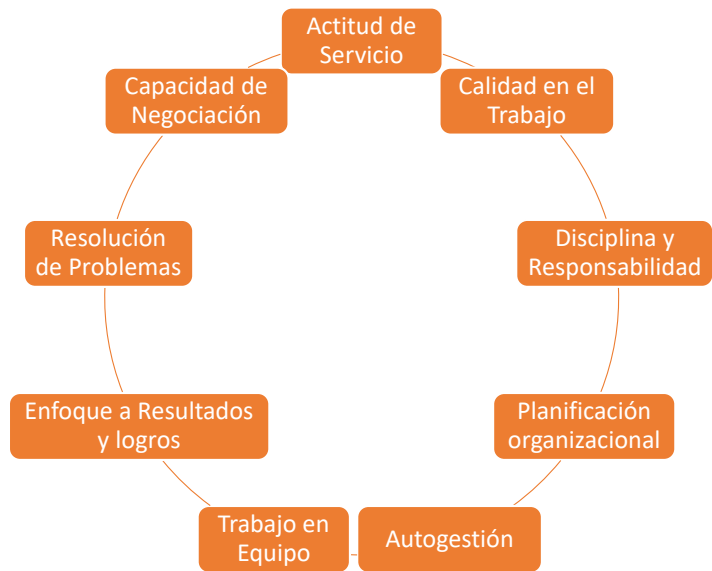 Actitud de
Servicio
Calidad en el
Trabajo
Disciplina y
Responsabilidad
Planificación
organizacional
Autogestión
Trabajo en
Equipo
Enfoque a Resultados
y logros
Resolución
de Problemas
Capacidad de
Negociación